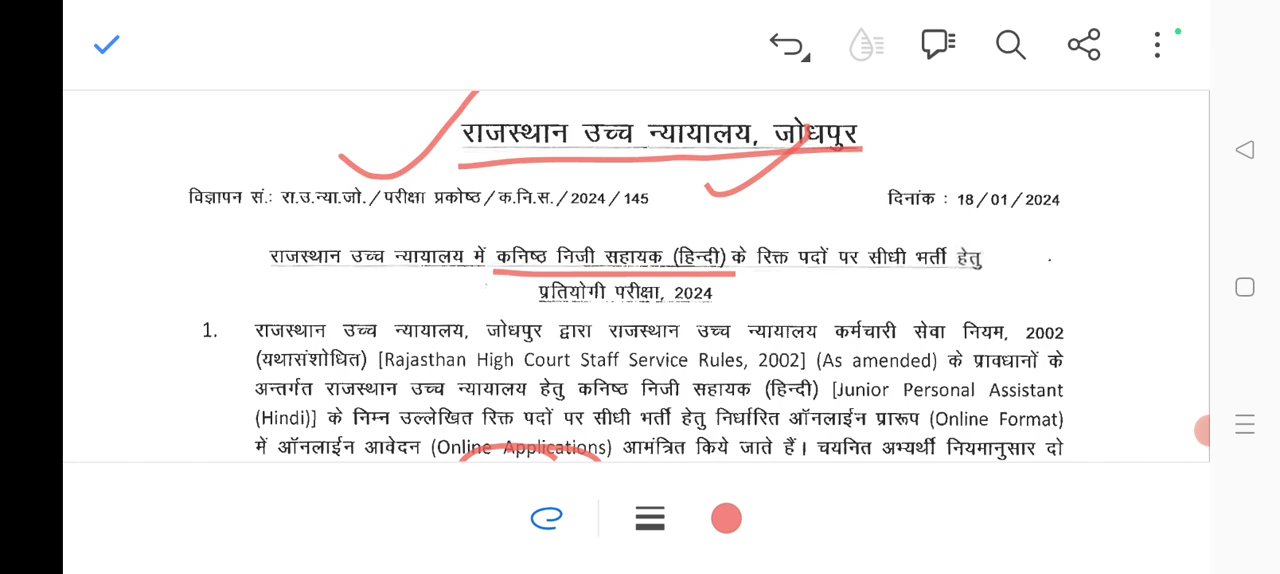 राजस्थान उच्च न्यायालय, जोधपुर
विज्ञापन सं.: रा.उ.न्या.जो./परीक्षा प्रकोष्ठ/क.नि.स./2024/145 दिनांक : 18/01/2024
राजस्थान उच्च न्यायालय में कनिष्ठ निजी सहायक (हिन्दी) के रिक्त पदों पर सीधी भर्ती हेतु
प्रतियोगी परीक्षा, 2024
1. राजस्थान उच्च न्यायालय, जोधपुर द्वारा राजस्थान उच्च न्यायालय कर्मचारी सेवा नियम, 2002
(यथासंशोधित) [Rajasthan High Court Staff Service Rules, 2002] (As amended) के प्रावधानों के
अन्तर्गत राजस्थान उच्च न्यायालय हेतु कनिष्ठ निजी सहायक (हिन्दी) [Junior Personal Assistant
(Hindi)] के निम्न उल्लेखित रिक्त पदों पर सीधी भर्ती हेतु निर्धारित ऑनलाईन प्रारूप (Online Format)
में ऑनलाईन आवेदन (Online Applications) आमंत्रित किये जाते हैं। चयनित अभ्यर्थी नियमानुसार दो